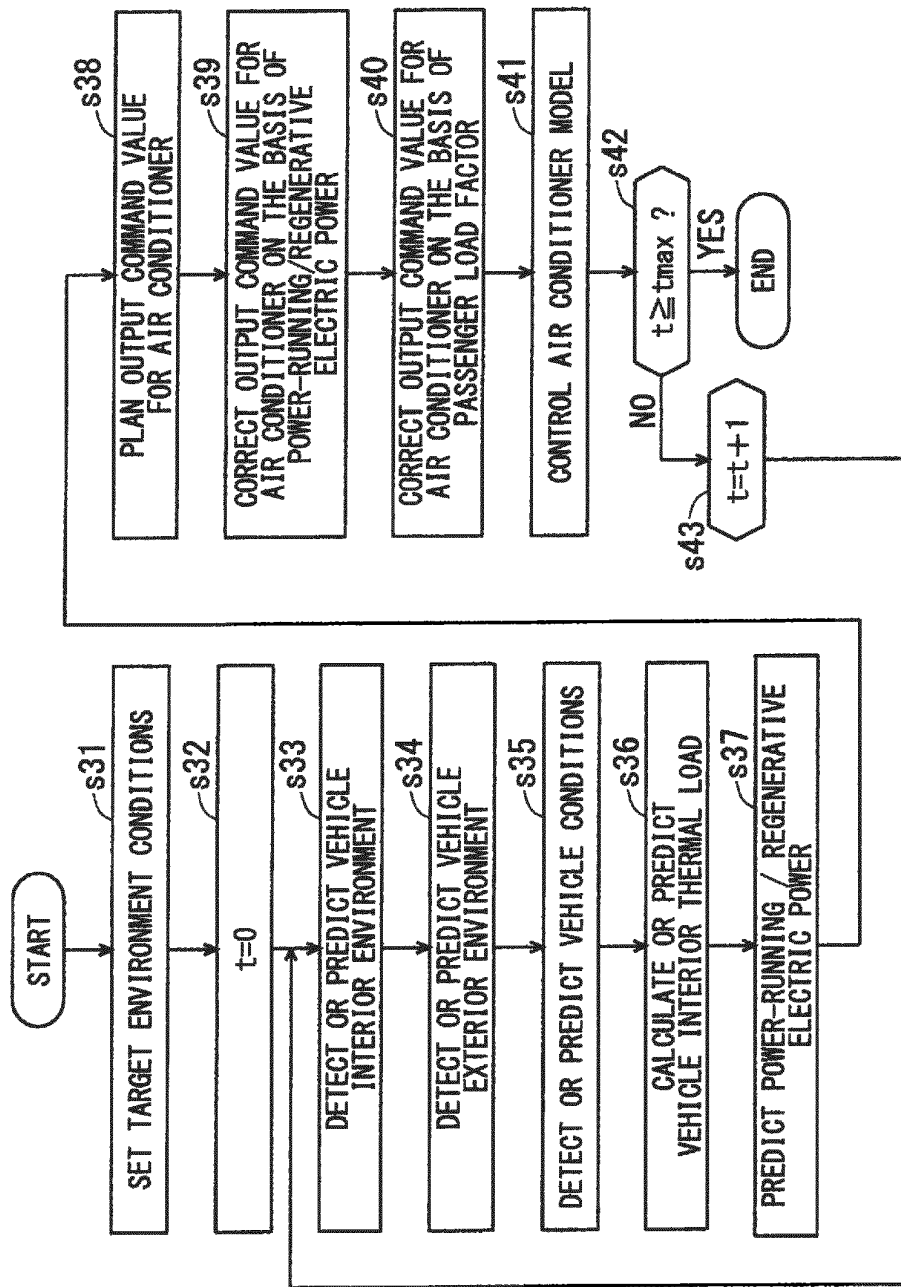 START
s31
SET TARGET ENVIRONMENT CONDITIONS
s32
t=0
s33
DETECT OR PREDICT VEHICLE
INTERIOR ENVIRONMENT
s34
DETECT OR PREDICT VEHICLE
EXTERIOR ENVIRONMENT
s35
DETECT OR PREDICT VEHICLE CONDITIONS
s36
CALCULATE OR PREDICT
VEHICLE INTERIOR THERMAL LOAD
s37
PREDICT POWER-RUNNING / REGENERATIVE
ELECTRIC POWER
s38
PLAN OUTPUT COMMAND VALUE
FOR AIR CONDITIONER
s39
CORRECT OUTPUT COMMAND VALUE FOR
AIR CONDITIONER ON THE BASIS OF
POWER-RUNNING/REGENERATIVE
ELECTRIC POWER
s40
CORRECT OUTPUT COMMAND VALUE FOR
AIR CONDITIONER ON THE BASIS OF
PASSENGER LOAD FACTOR
s41
CONTROL AIR CONDITIONER MODEL
s42
t≧tmax ?
NO
YES
s43
t=t+1
END